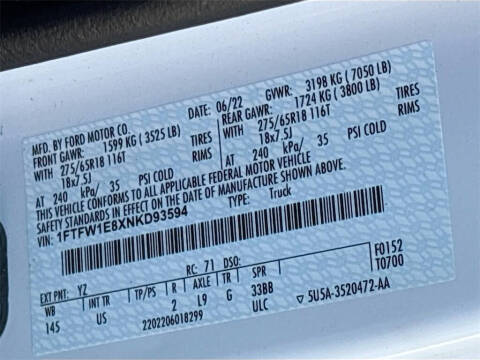 MFD. BY FORD MOTOR CO.
DATE: 06/22 GVWR: 3198 KG ( 7050 LB)
FRONT GAWR: 1599 KG ( 3525 LB) REAR GAWR: 1724 KG ( 3800 LB)
WITH 275/65R18 116T TIRES WITH 275/65R18 116T TIRES
18x7.5J RIMS 18x7.5J RIMS
AT 240 kPa/ 35 PSI COLD AT 240 kPa/ 35 PSI COLD
THIS VEHICLE CONFORMS TO ALL APPLICABLE FEDERAL MOTOR VEHICLE
SAFETY STANDARDS IN EFFECT ON THE DATE OF MANUFACTURE SHOWN ABOVE.
VIN: 1FTFW1E8XNKD93594 TYPE: Truck
EXT PNT: YZ RC: 71 DSO: F0152
WB INT TR TP/PS R AXLE TR SPR T0700
145 US 2 L9 G 33BB
2202206018299 ULC ▽ 5U5A-3520472-AA